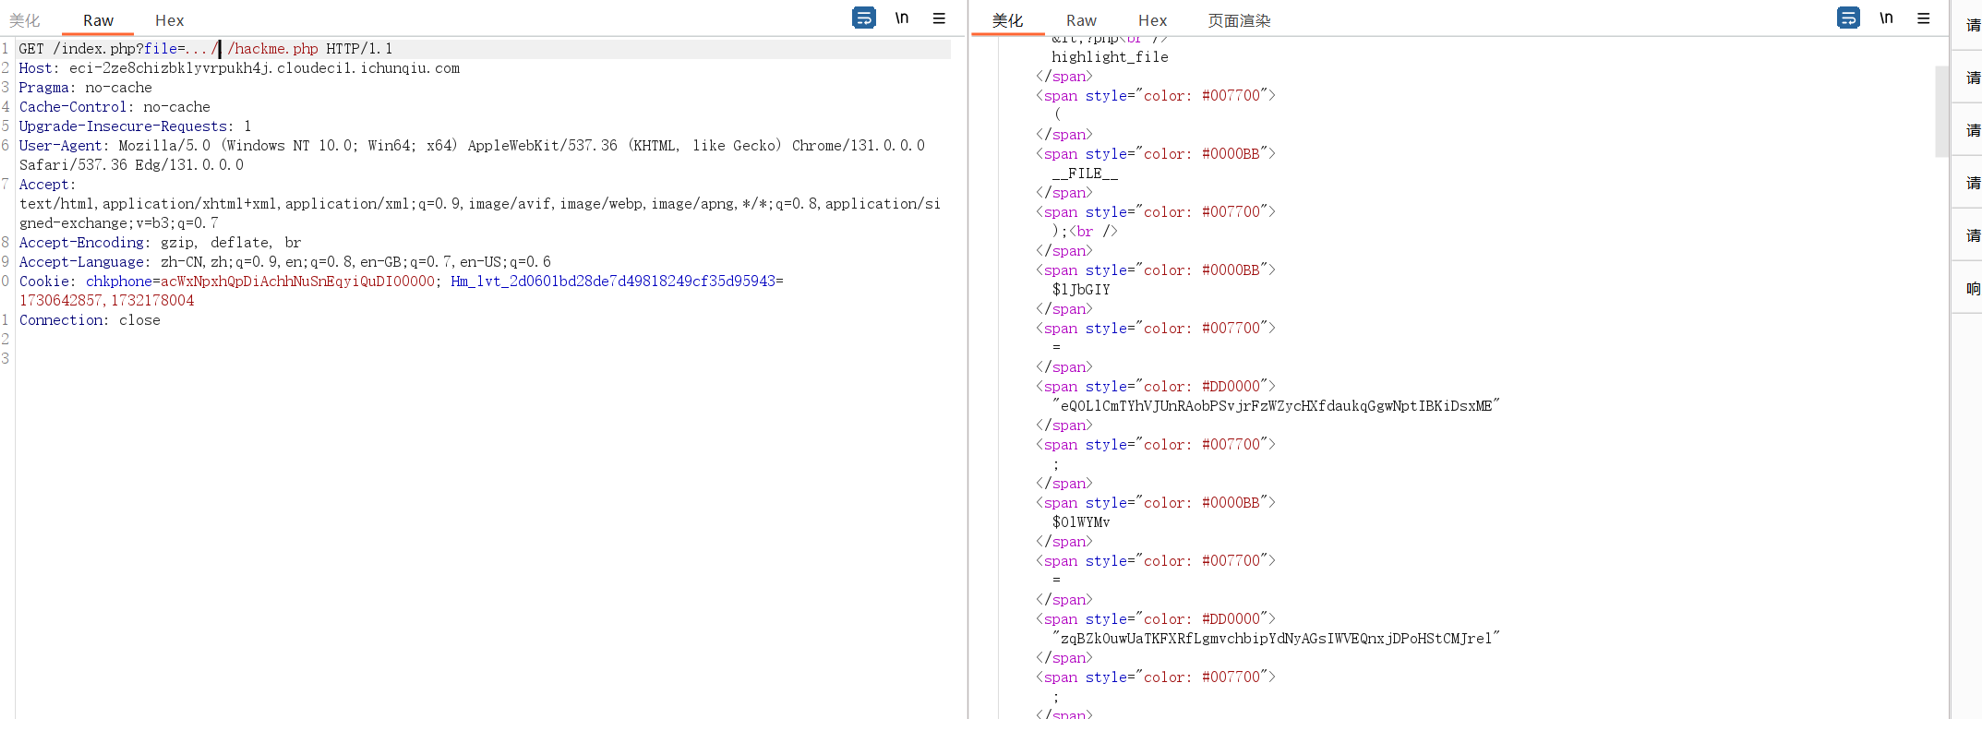 美化 Raw Hex \n
1 GET /index.php?file=..././hackme.php HTTP/1.1
2 Host: eci-2ze8chizbklyvrpukh4j.cloudeci1.ichunqiu.com
3 Pragma: no-cache
4 Cache-Control: no-cache
5 Upgrade-Insecure-Requests: 1
6 User-Agent: Mozilla/5.0 (Windows NT 10.0; Win64; x64) AppleWebKit/537.36 (KHTML, like Gecko) Chrome/131.0.0.0
Safari/537.36 Edg/131.0.0.0
7 Accept:
text/html,application/xhtml+xml,application/xml;q=0.9,image/avif,image/webp,image/apng,*/*;q=0.8,application/si
gned-exchange;v=b3;q=0.7
8 Accept-Encoding: gzip, deflate, br
9 Accept-Language: zh-CN,zh;q=0.9,en;q=0.8,en-GB;q=0.7,en-US;q=0.6
0 Cookie: chkphone=acWxNpxhQpDiAchhNuSnEqyiQuDIO0000; Hm_lvt_2d0601bd28de7d49818249cf35d95943=
1730642857,1732178004
1 Connection: close
2
3
美化 Raw Hex 页面渲染 \n
&lt;?php<br />
highlight_file
</span>
<span style="color: #007700">
(
</span>
<span style="color: #0000BB">
__FILE__
</span>
<span style="color: #007700">
);<br />
</span>
<span style="color: #0000BB">
$lJbGIY
</span>
<span style="color: #007700">
=
</span>
<span style="color: #DD0000">
"eQOLlCmTYhVJUnRAobPSvjrFzWZycHXfdaukqGgwNptIBKiDsxME"
</span>
<span style="color: #007700">
;
</span>
<span style="color: #0000BB">
$OlWYMv
</span>
<span style="color: #007700">
=
</span>
<span style="color: #DD0000">
"zqBZkOuwUaTKFXRfLgmvchbipYdNyAGsIWVEQnxjDPoHStCMJrel"
</span>
<span style="color: #007700">
;
</span>
请
请
请
请
请
响